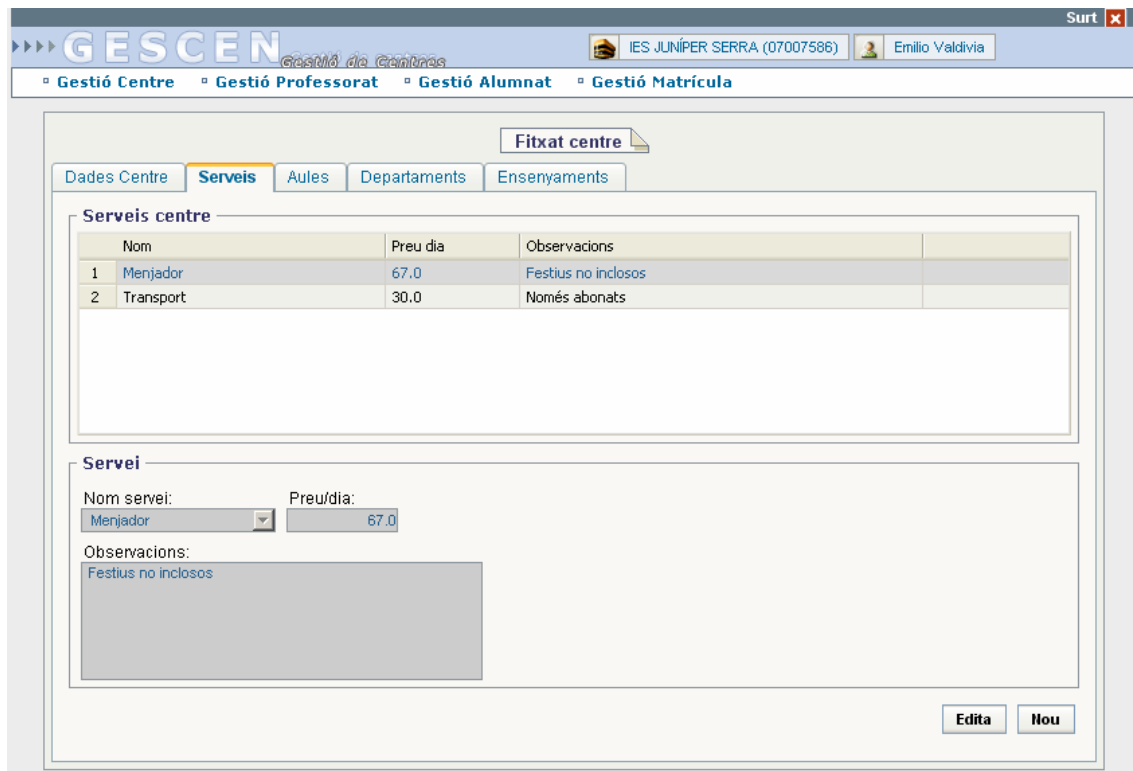 Surt
GESCEN Gestió de Centres
IES JUNÍPER SERRA (07007586) Emilio Valdivia
Gestió Centre Gestió Professorat Gestió Alumnat Gestió Matrícula
Fitxat centre
Dades Centre Serveis Aules Departaments Ensenyaments
Serveis centre
Nom Preu dia Observacions
1 Menjador 67.0 Festius no inclosos
2 Transport 30.0 Només abonats
Servei
Nom servei: Preu/dia:
Menjador 67.0
Observacions:
Festius no inclosos
Edita Nou